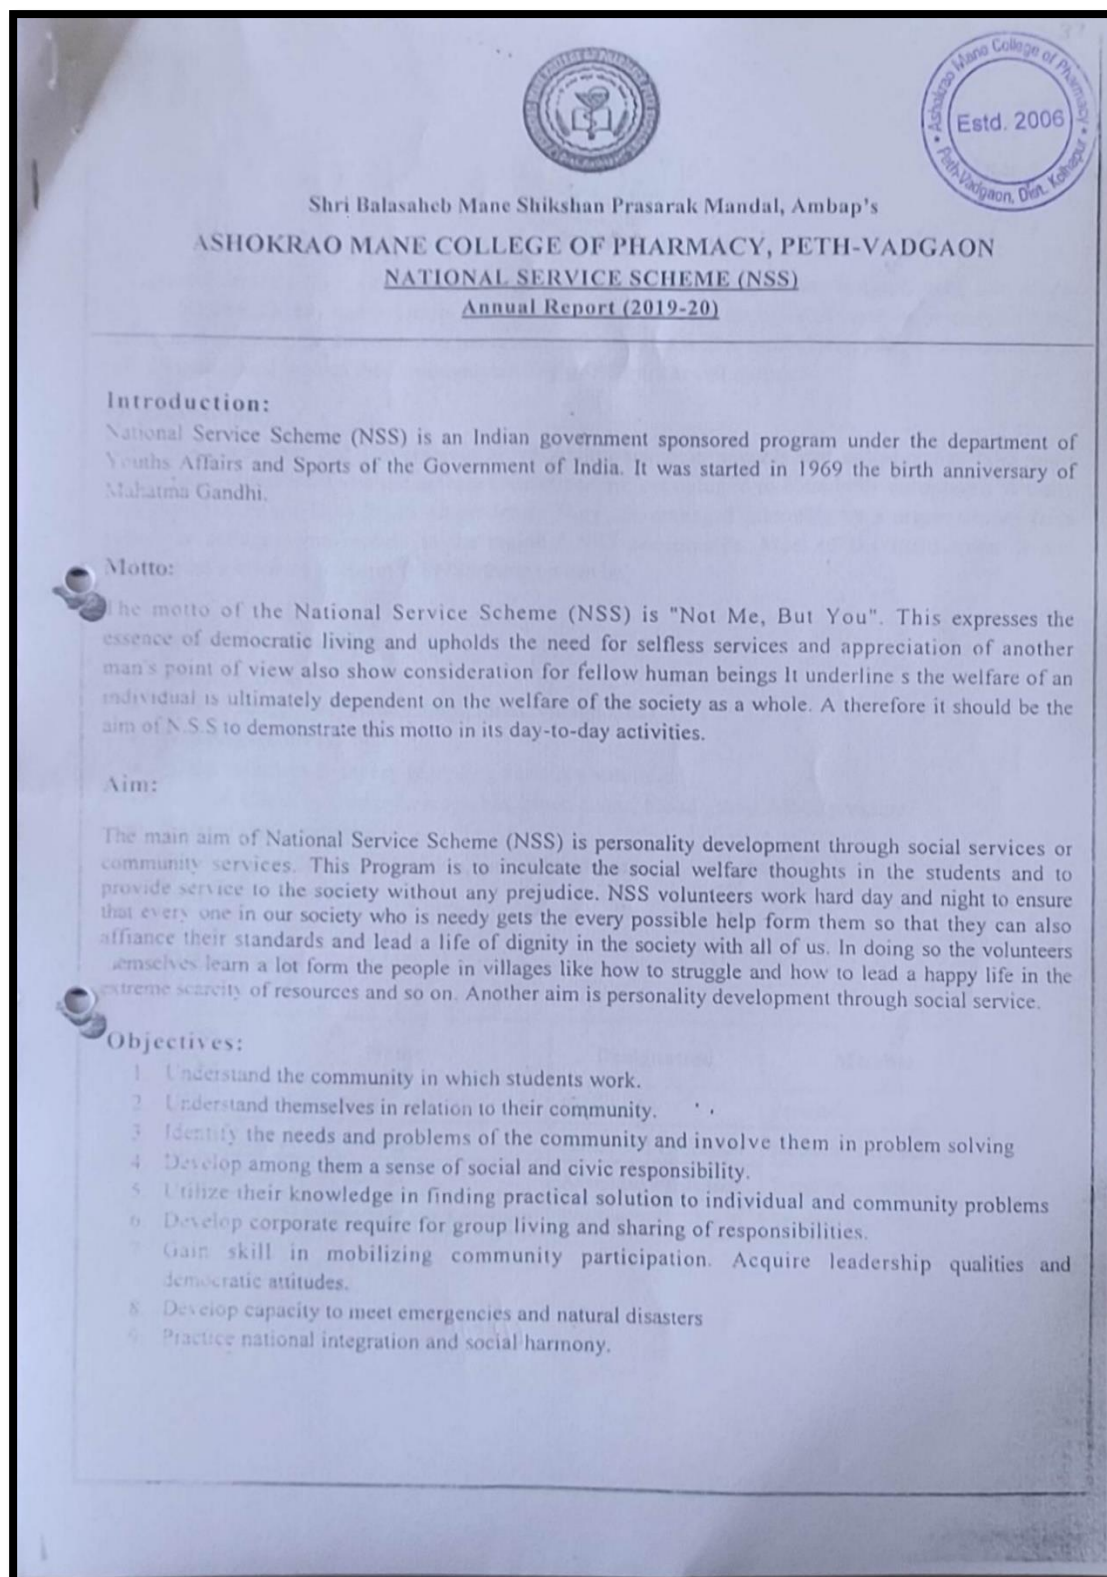 Ashokrao Mane College of Pharmacy
Estd. 2006
Peth-Vadgaon, Dist. Kolhapur
Shri Balasaheb Mane Shikshan Prasarak Mandal, Ambap's
ASHOKRAO MANE COLLEGE OF PHARMACY, PETH-VADGAON
NATIONAL SERVICE SCHEME (NSS)
Annual Report (2019-20)
Introduction:
National Service Scheme (NSS) is an Indian government sponsored program under the department of
Youths Affairs and Sports of the Government of India. It was started in 1969 the birth anniversary of
Mahatma Gandhi.
Motto:
The motto of the National Service Scheme (NSS) is "Not Me, But You". This expresses the
essence of democratic living and upholds the need for selfless services and appreciation of another
man's point of view also show consideration for fellow human beings It underline s the welfare of an
individual is ultimately dependent on the welfare of the society as a whole. A therefore it should be the
aim of N.S.S to demonstrate this motto in its day-to-day activities.
Aim:
The main aim of National Service Scheme (NSS) is personality development through social services or
community services. This Program is to inculcate the social welfare thoughts in the students and to
provide service to the society without any prejudice. NSS volunteers work hard day and night to ensure
that every one in our society who is needy gets the every possible help form them so that they can also
affiance their standards and lead a life of dignity in the society with all of us. In doing so the volunteers
themselves learn a lot form the people in villages like how to struggle and how to lead a happy life in the
extreme scarcity of resources and so on. Another aim is personality development through social service.
Objectives:
1. Understand the community in which students work.
2. Understand themselves in relation to their community.
3. Identify the needs and problems of the community and involve them in problem solving
4. Develop among them a sense of social and civic responsibility.
5. Utilize their knowledge in finding practical solution to individual and community problems
6. Develop corporate require for group living and sharing of responsibilities.
7. Gain skill in mobilizing community participation. Acquire leadership qualities and
democratic attitudes.
8. Develop capacity to meet emergencies and natural disasters
9. Practice national integration and social harmony.